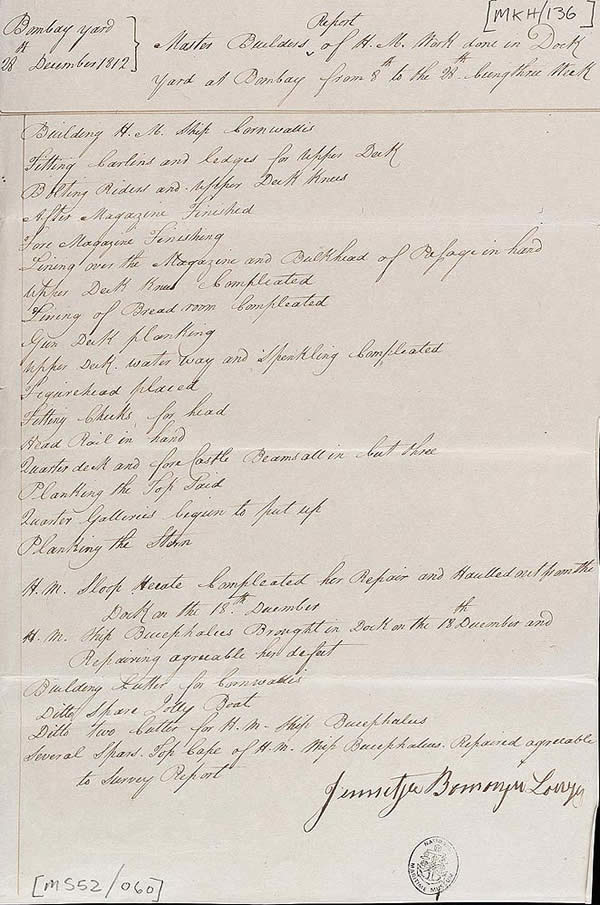 [MKH/136]
Bombay yard
28th December 1812
Master Builders Report of H. M. Work done in Dock
Yard at Bombay from 8th to the 28th being three Week
Building H. M. Ship Cornwallis
Fitting Carlins and Ledges for Upper Deck
Bolting Riders and Upper Deck Knees
After Magazine Finished
Fore Magazine Finishing
Lining over the Magazine and Bulkhead of Passage in hand
Upper Deck Knees Compleated
Lining of Bread room Compleated
Gun Deck planking
Upper Deck water way and Spirkling Compleated
Figurehead placed
Fitting Cheeks for head
Head Rail in hand
Quarter deck and fore Castle Beams all in but three
Planking the Top Said
Quarter Galleries begun to put up
Planking the Stern
H. M. Sloop Hecate Compleated her Repair and Haulled out from the
Dock on the 18th December
H. M. Ship Bucephalus Brought in Dock on the 18th December and
Repairing agreable her defect
Building Cutter for Cornwallis
Ditto Spare Jolly Boat
Ditto two Cutter for H. M. Ship Bucephalus
Several Spars. Top Cape of H. M. Ship Bucephalus. Repaired agreeable
to Survey Report
Jamsetjee Bomonjee
NATIONAL MARITIME MUSEUM
[MS52/060]